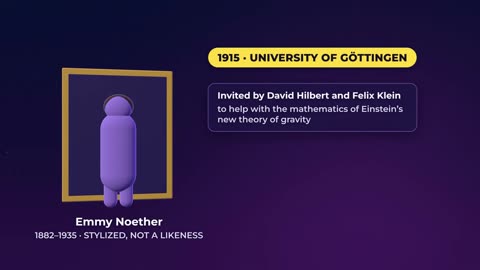 1915 · UNIVERSITY OF GÖTTINGEN
Invited by David Hilbert and Felix Klein
to help with the mathematics of Einstein’s
new theory of gravity
Emmy Noether
1882–1935 · STYLIZED, NOT A LIKENESS